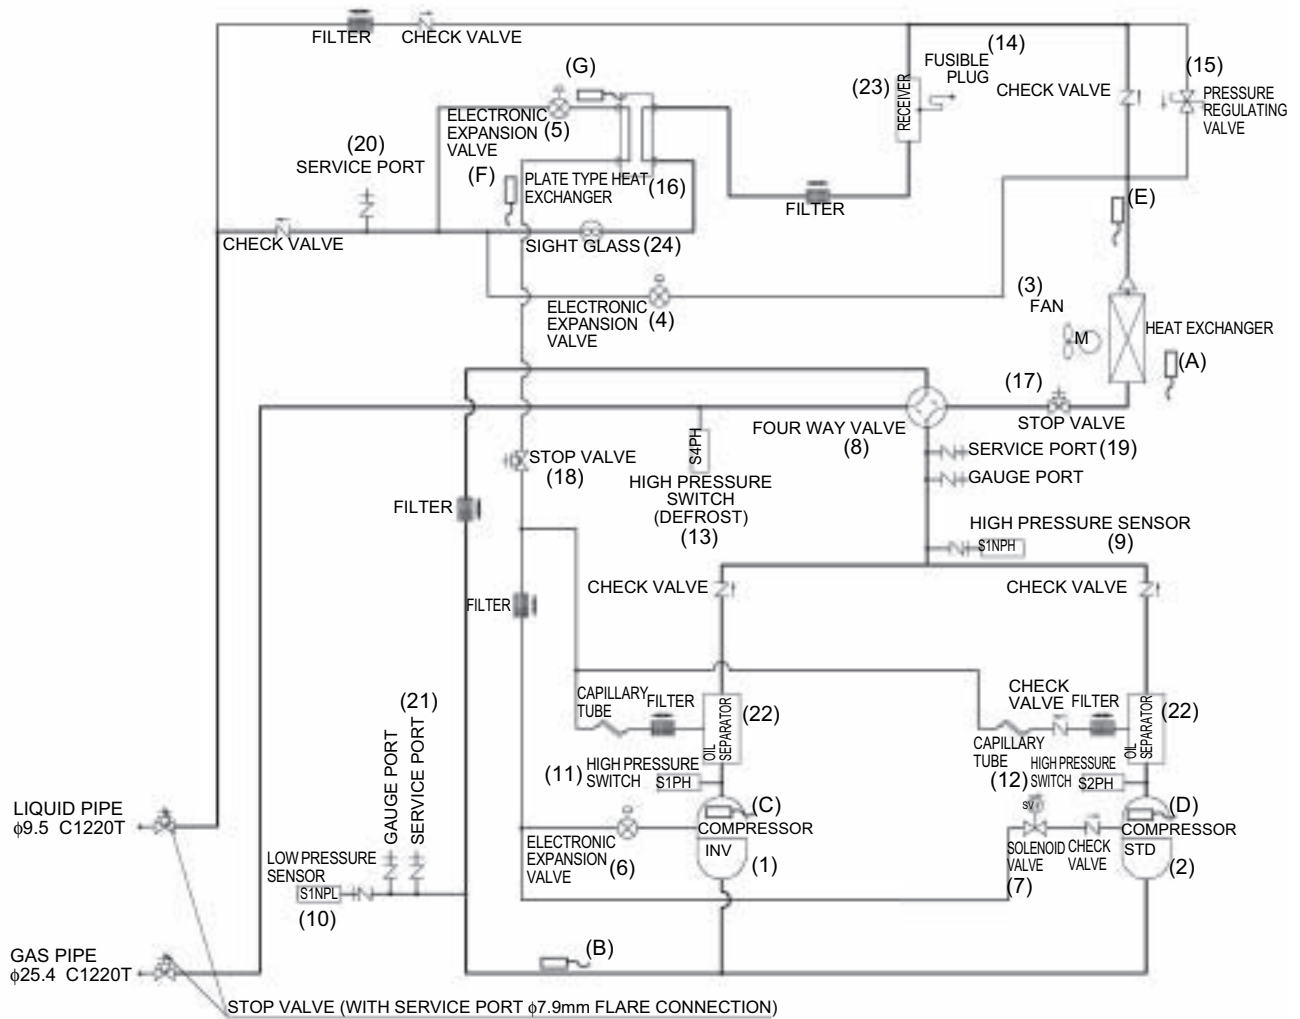 FILTER
CHECK VALVE
(14)
FUSIBLE
PLUG
(23)
RECEIVER
CHECK VALVE
(15)
PRESSURE
REGULATING
VALVE
(G)
ELECTRONIC
EXPANSION
VALVE
(5)
(20)
SERVICE PORT
(F)
PLATE TYPE HEAT
EXCHANGER
(16)
FILTER
(E)
CHECK VALVE
SIGHT GLASS (24)
ELECTRONIC
EXPANSION
VALVE
(4)
(3)
FAN
M
HEAT EXCHANGER
(A)
(17)
STOP VALVE
FOUR WAY VALVE
(8)
SERVICE PORT (19)
GAUGE PORT
S4PH
HIGH PRESSURE
SWITCH
(DEFROST)
(13)
STOP VALVE
(18)
FILTER
HIGH PRESSURE SENSOR
(9)
S1NPH
CHECK VALVE
CHECK VALVE
FILTER
CAPILLARY
TUBE
FILTER
OIL
SEPARATOR
(22)
CHECK
VALVE
FILTER
CAPILLARY
TUBE
OIL
SEPARATOR
(22)
(11)
HIGH PRESSURE
SWITCH
S1PH
(12)
HIGH PRESSURE
SWITCH
S2PH
(21)
GAUGE PORT
SERVICE PORT
LIQUID PIPE
φ9.5 C1220T
(C)
COMPRESSOR
INV
(1)
ELECTRONIC
EXPANSION
VALVE
(6)
SV
SOLENOID
VALVE
(7)
CHECK
VALVE
(D)
COMPRESSOR
STD
(2)
LOW PRESSURE
SENSOR
S1NPL
(10)
(B)
GAS PIPE
φ25.4 C1220T
STOP VALVE (WITH SERVICE PORT φ7.9mm FLARE CONNECTION)